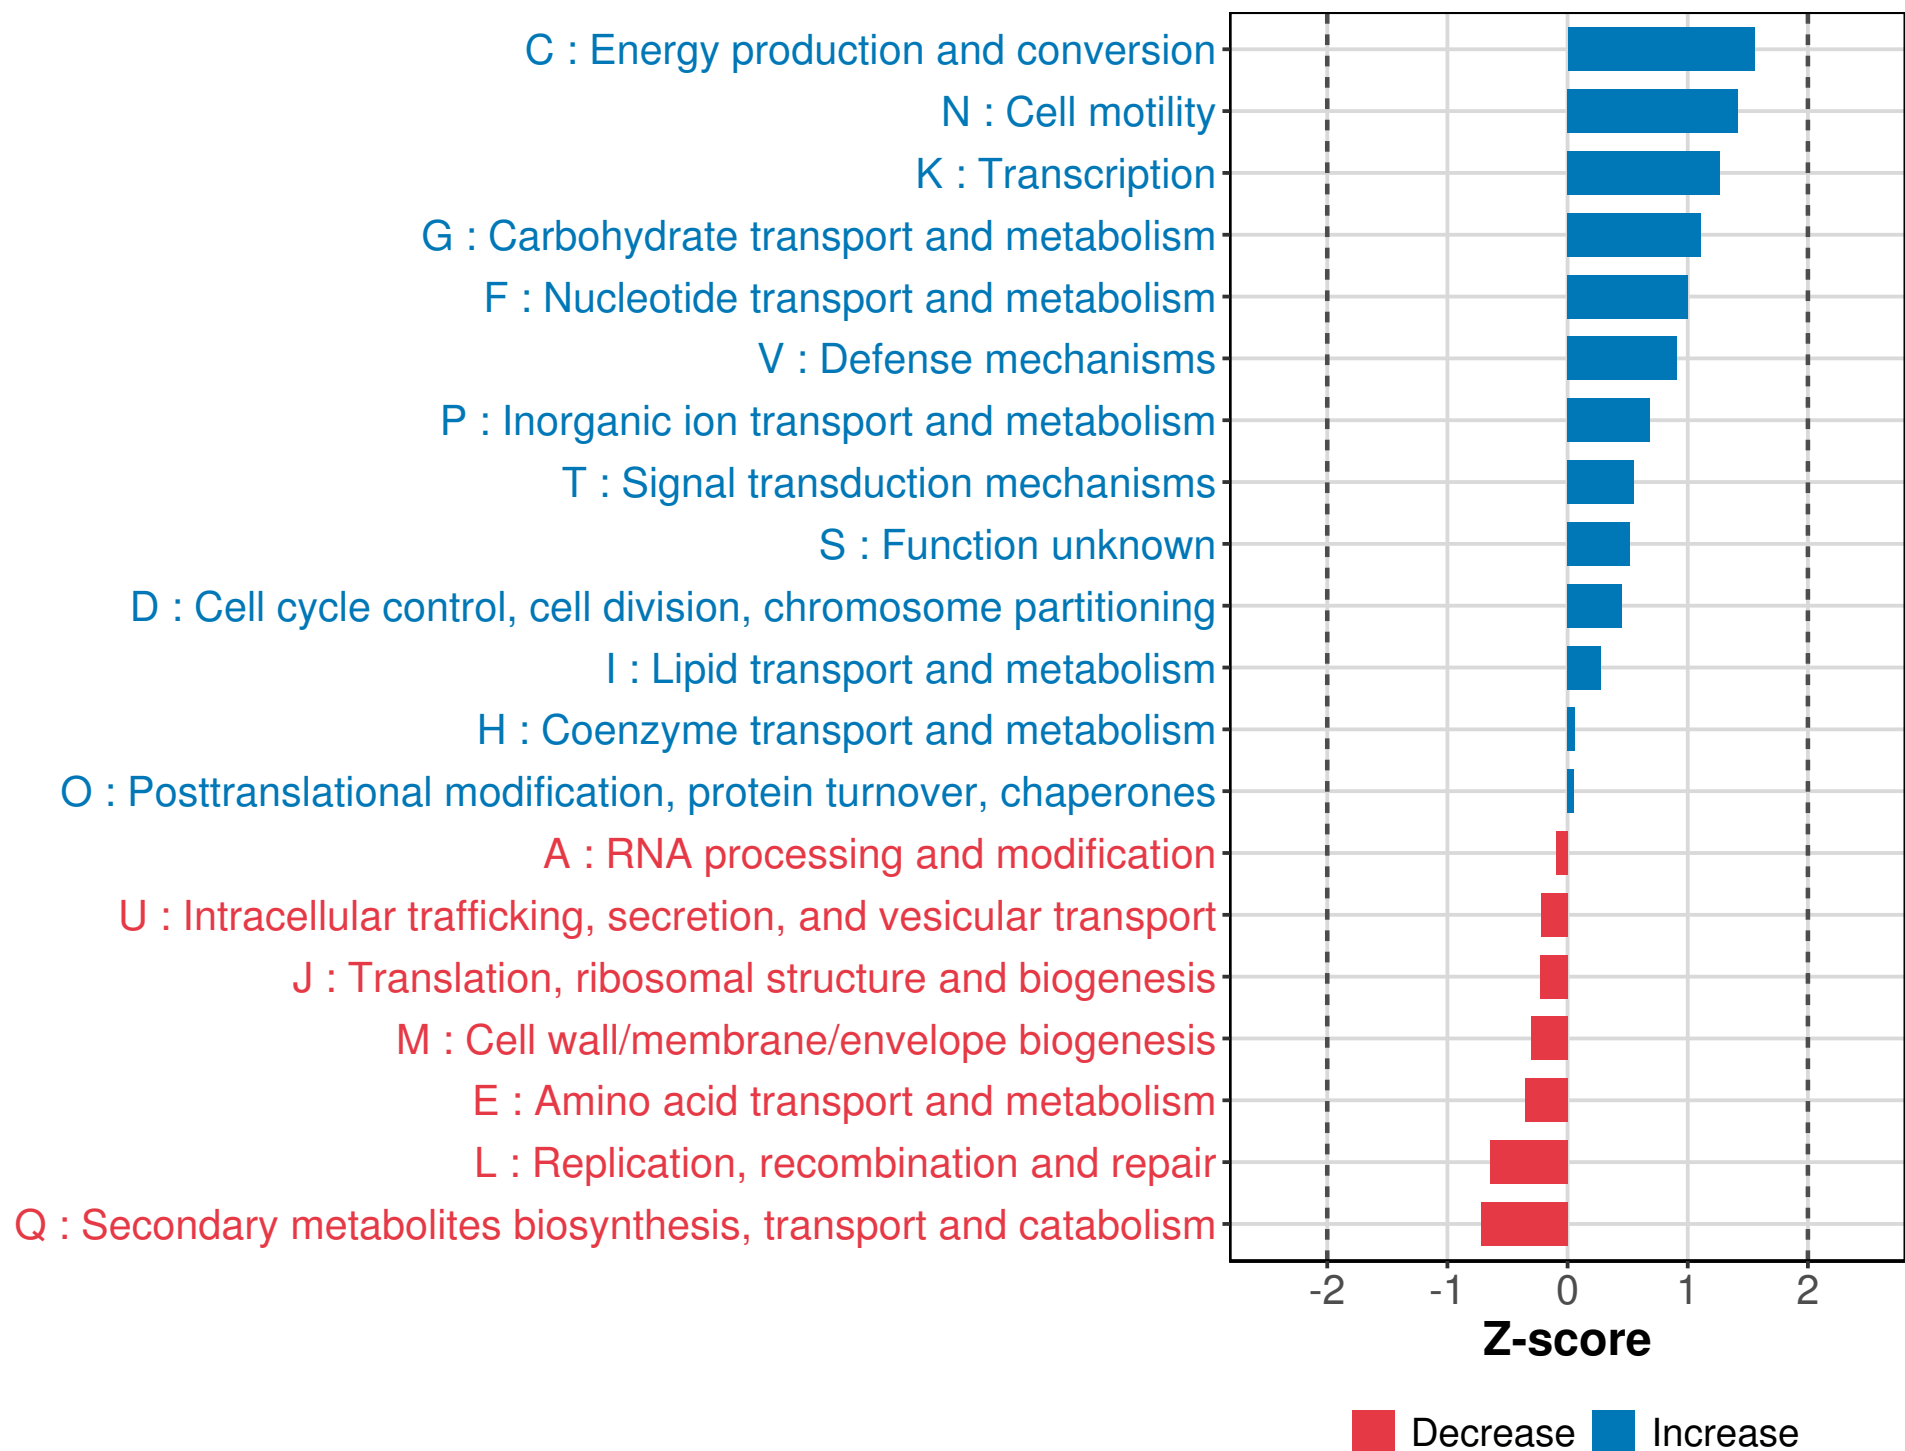 C : Energy production and conversion
N : Cell motility
K : Transcription
G : Carbohydrate transport and metabolism
F : Nucleotide transport and metabolism
V : Defense mechanisms
P : Inorganic ion transport and metabolism
T : Signal transduction mechanisms
S : Function unknown
D : Cell cycle control, cell division, chromosome partitioning
I : Lipid transport and metabolism
H : Coenzyme transport and metabolism
O : Posttranslational modification, protein turnover, chaperones
A : RNA processing and modification
U : Intracellular trafficking, secretion, and vesicular transport
J : Translation, ribosomal structure and biogenesis
M : Cell wall/membrane/envelope biogenesis
E : Amino acid transport and metabolism
L : Replication, recombination and repair
Q : Secondary metabolites biosynthesis, transport and catabolism
-2 -1 0 1 2
Z-score
Decrease Increase